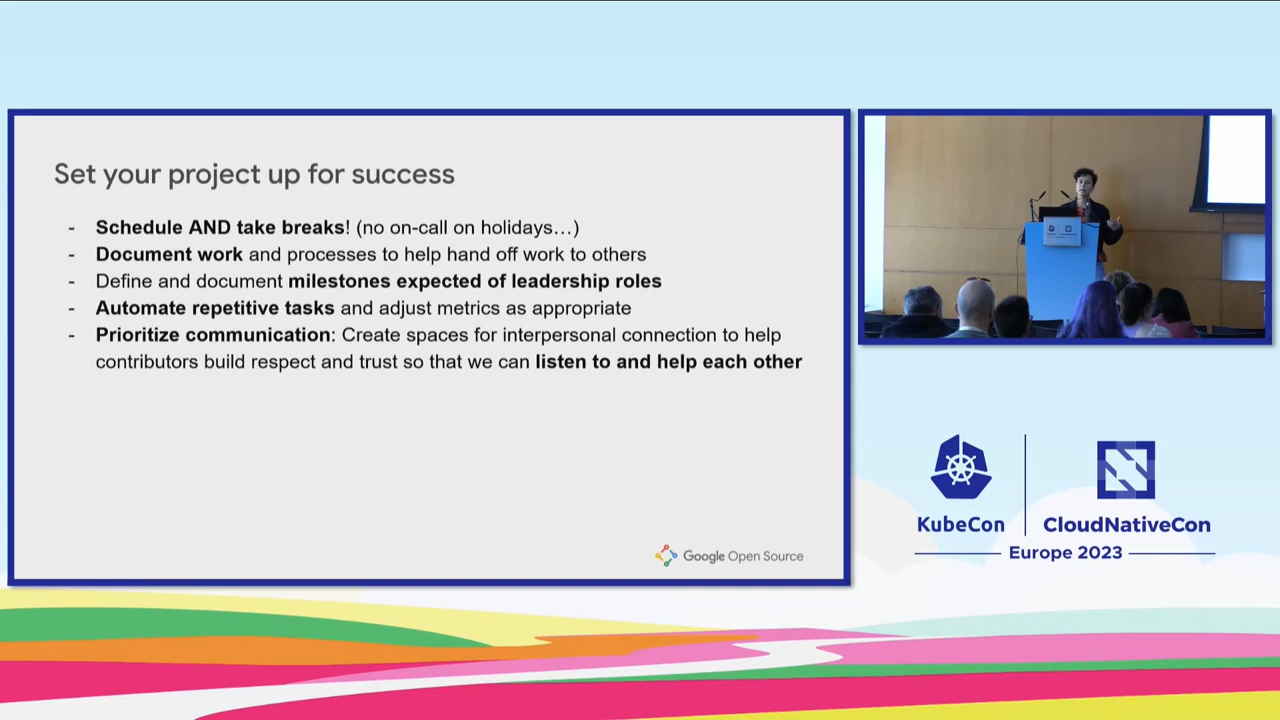 Set your project up for success
- Schedule AND take breaks! (no on-call on holidays…)
- Document work and processes to help hand off work to others
- Define and document milestones expected of leadership roles
- Automate repetitive tasks and adjust metrics as appropriate
- Prioritize communication: Create spaces for interpersonal connection to help
contributors build respect and trust so that we can listen to and help each other
Google Open Source
KubeCon
CloudNativeCon
Europe 2023